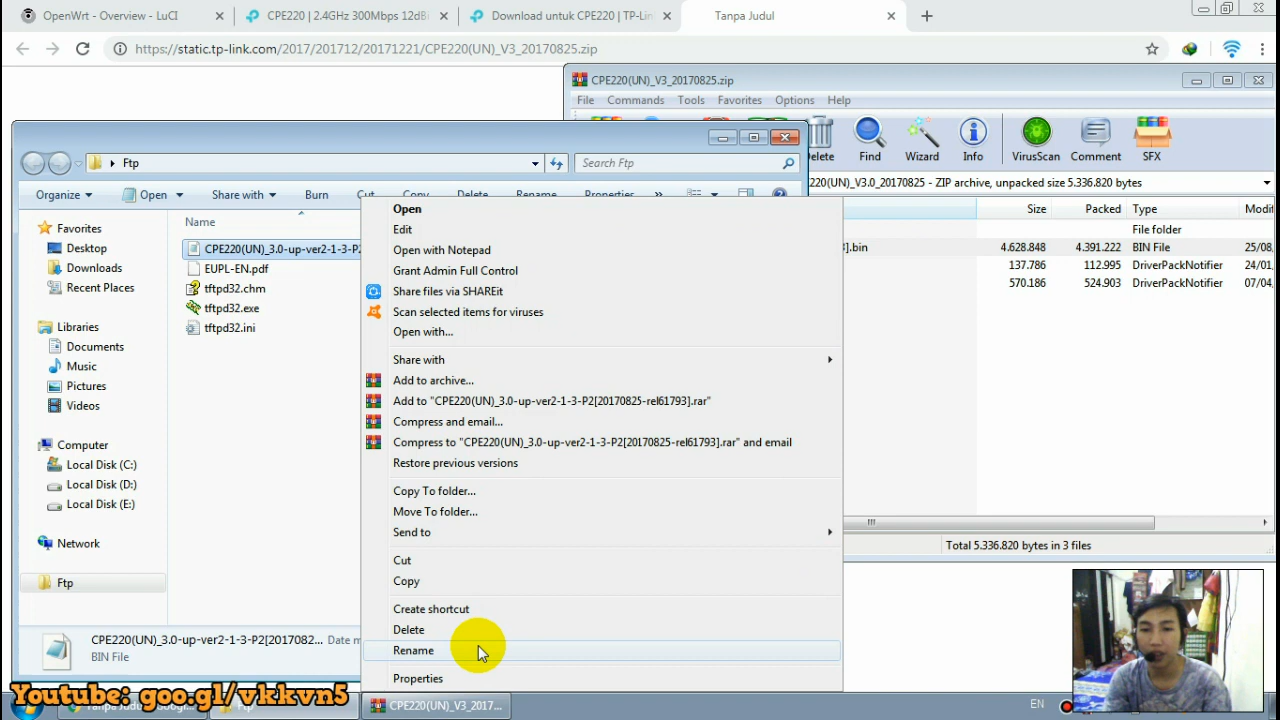 OpenWrt - Overview - LuCI
CPE220 | 2.4GHz 300Mbps 12dBi
Download untuk CPE220 | TP-Lin
Tanpa Judul
https://static.tp-link.com/2017/201712/20171221/CPE220(UN)_V3_20170825.zip
CPE220(UN)_V3_20170825.zip
File Commands Tools Favorites Options Help
Delete Find Wizard Info VirusScan Comment SFX
220(UN)_V3.0_20170825 - ZIP archive, unpacked size 5.336.820 bytes
Size Packed Type Modif
File folder
].bin 4.628.848 4.391.222 BIN File 25/08,
137.786 112.995 DriverPackNotifier 24/01,
570.186 524.903 DriverPackNotifier 07/04,
Total 5.336.820 bytes in 3 files
Ftp
Search Ftp
Organize Open Share with Burn Cut Copy Delete Rename Properties »
Favorites
Desktop
Downloads
Recent Places
Libraries
Documents
Music
Pictures
Videos
Computer
Local Disk (C:)
Local Disk (D:)
Local Disk (E:)
Network
Ftp
Name
CPE220(UN)_3.0-up-ver2-1-3-P2
EUPL-EN.pdf
tftpd32.chm
tftpd32.exe
tftpd32.ini
Open
Edit
Open with Notepad
Grant Admin Full Control
Share files via SHAREit
Scan selected items for viruses
Open with...
Share with
Add to archive...
Add to "CPE220(UN)_3.0-up-ver2-1-3-P2[20170825-rel61793].rar"
Compress and email...
Compress to "CPE220(UN)_3.0-up-ver2-1-3-P2[20170825-rel61793].rar" and email
Restore previous versions
Copy To folder...
Move To folder...
Send to
Cut
Copy
Create shortcut
Delete
Rename
Properties
CPE220(UN)_3.0-up-ver2-1-3-P2[2017082... Date m
BIN File
Youtube: goo.gl/vkkvn5
Tanpa Judul - Googl...
Ftp
CPE220(UN)_V3_2017...
EN